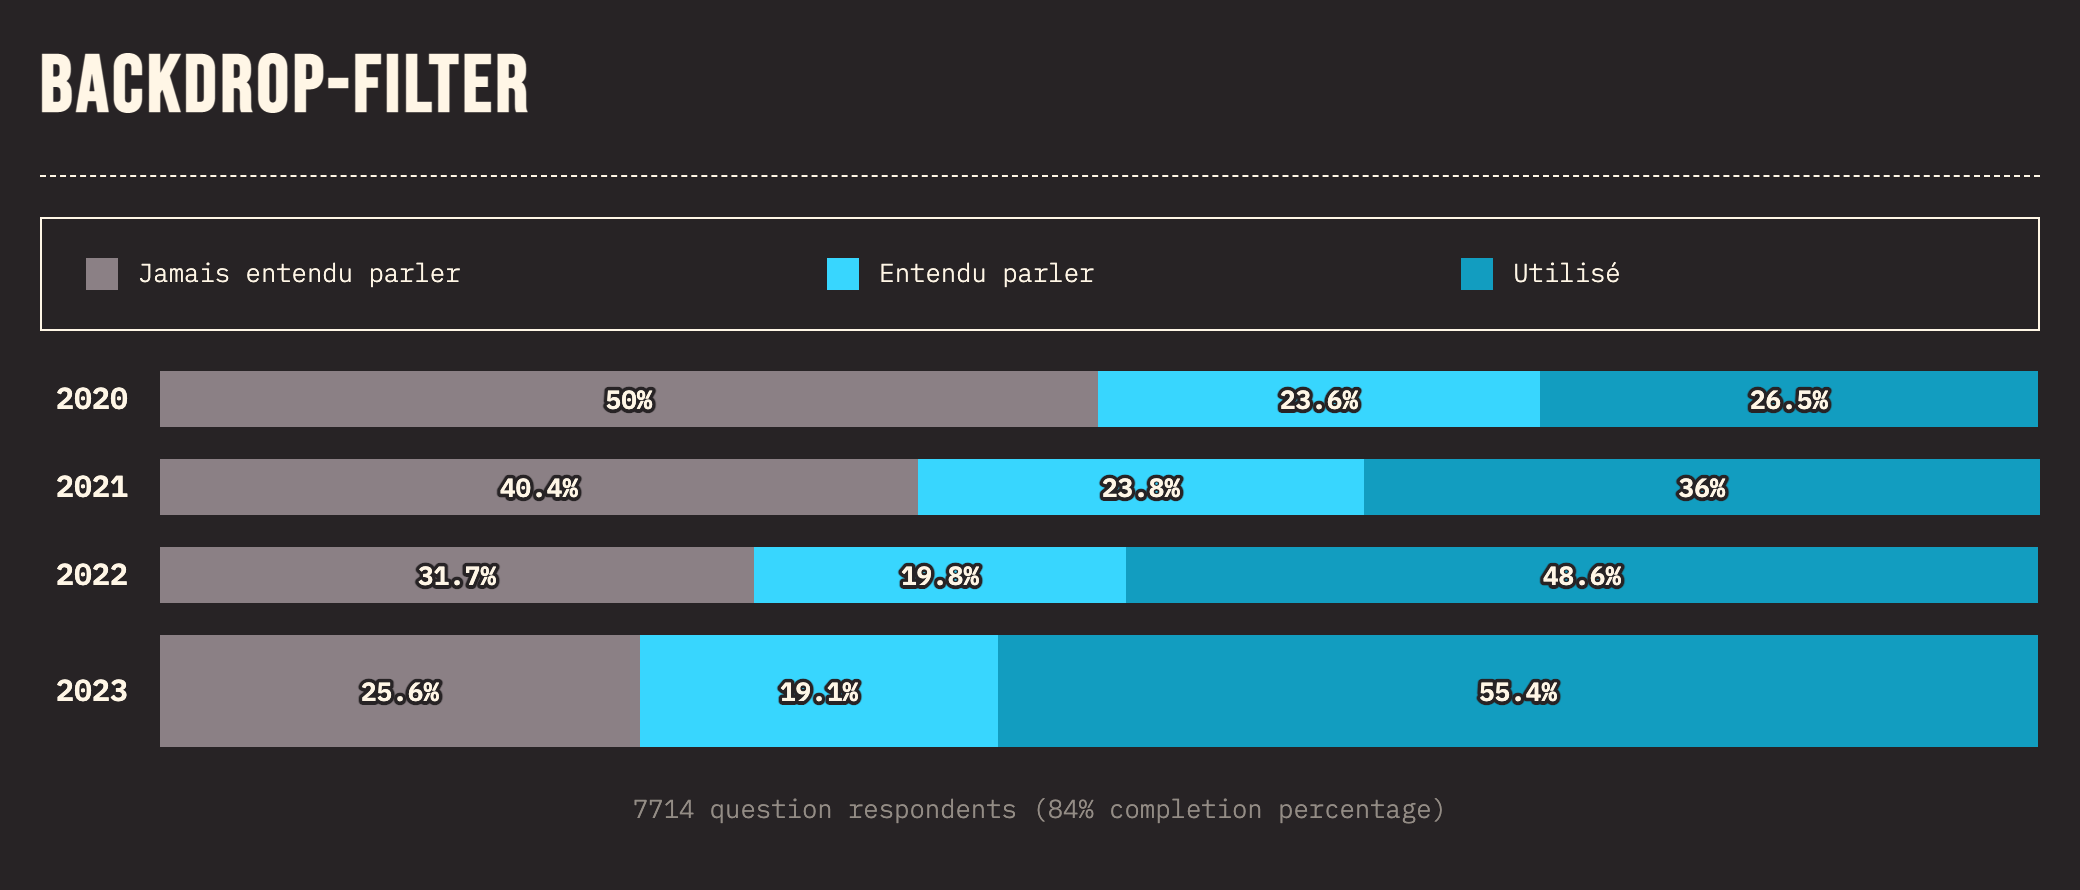 BACKDROP-FILTER
Jamais entendu parler
Entendu parler
Utilisé
2020 50% 23.6% 26.5%
2021 40.4% 23.8% 36%
2022 31.7% 19.8% 48.6%
2023 25.6% 19.1% 55.4%
7714 question respondents (84% completion percentage)